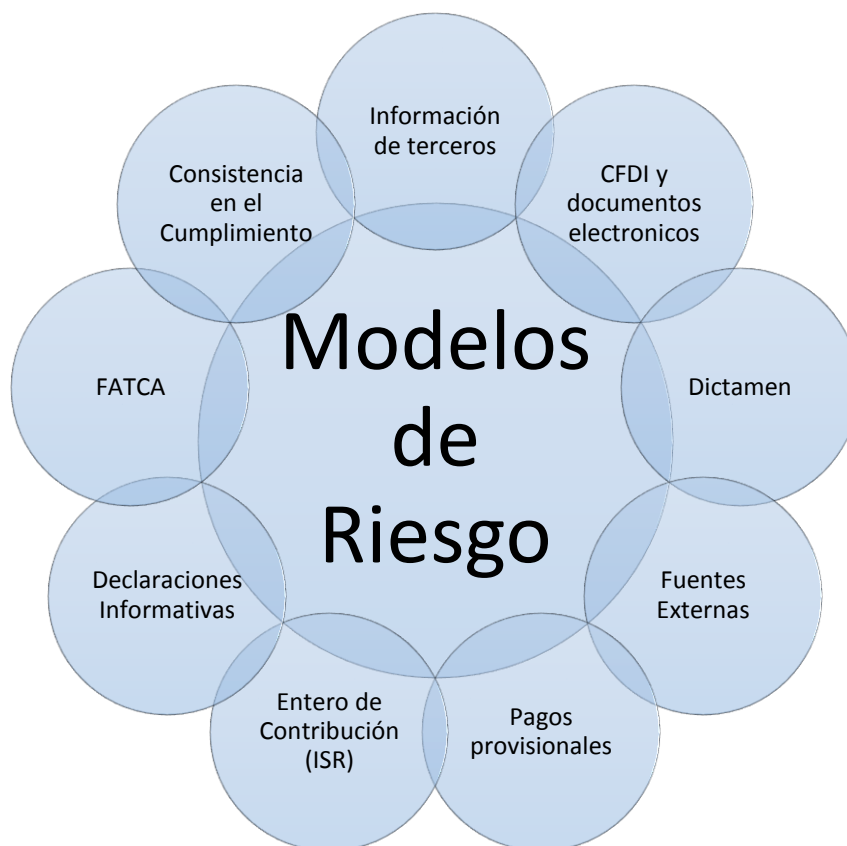 Información
de terceros
CFDI y
documentos
electronicos
Dictamen
Fuentes
Externas
Pagos
provisionales
Entero de
Contribución
(ISR)
Declaraciones
Informativas
FATCA
Consistencia
en el
Cumplimiento
Modelos
de
Riesgo